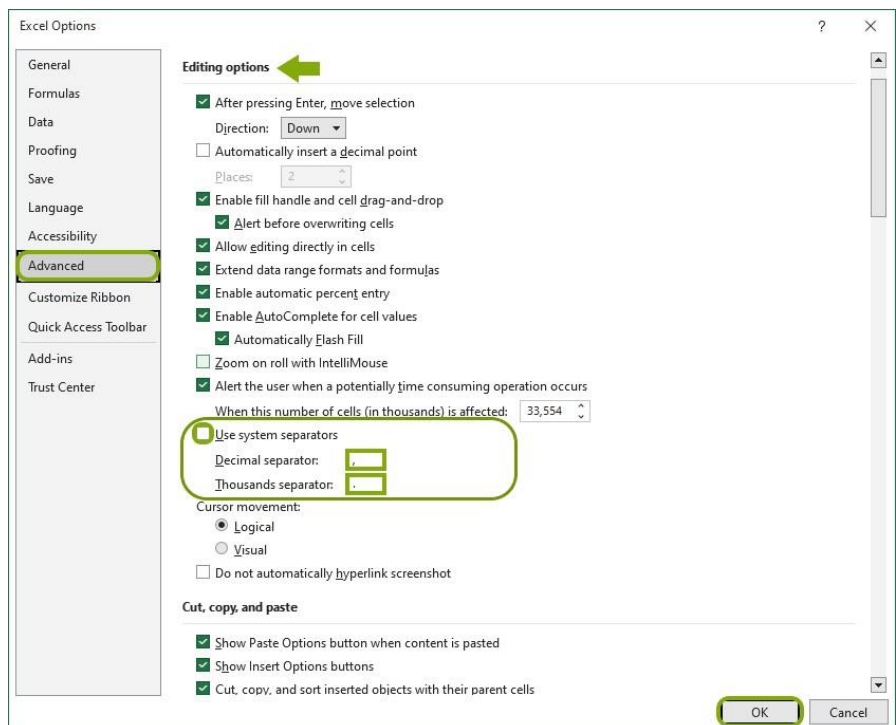 Excel Options
General
Formulas
Data
Proofing
Save
Language
Accessibility
Advanced
Customize Ribbon
Quick Access Toolbar
Add-ins
Trust Center
Editing options
After pressing Enter, move selection
Direction: Down
Automatically insert a decimal point
Places: 2
Enable fill handle and cell drag-and-drop
Alert before overwriting cells
Allow editing directly in cells
Extend data range formats and formulas
Enable automatic percent entry
Enable AutoComplete for cell values
Automatically Flash Fill
Zoom on roll with IntelliMouse
Alert the user when a potentially time consuming operation occurs
When this number of cells (in thousands) is affected: 33,554
Use system separators
Decimal separator: ,
Thousands separator: .
Cursor movement:
Logical
Visual
Do not automatically hyperlink screenshot
Cut, copy, and paste
Show Paste Options button when content is pasted
Show Insert Options buttons
Cut, copy, and sort inserted objects with their parent cells
OK Cancel